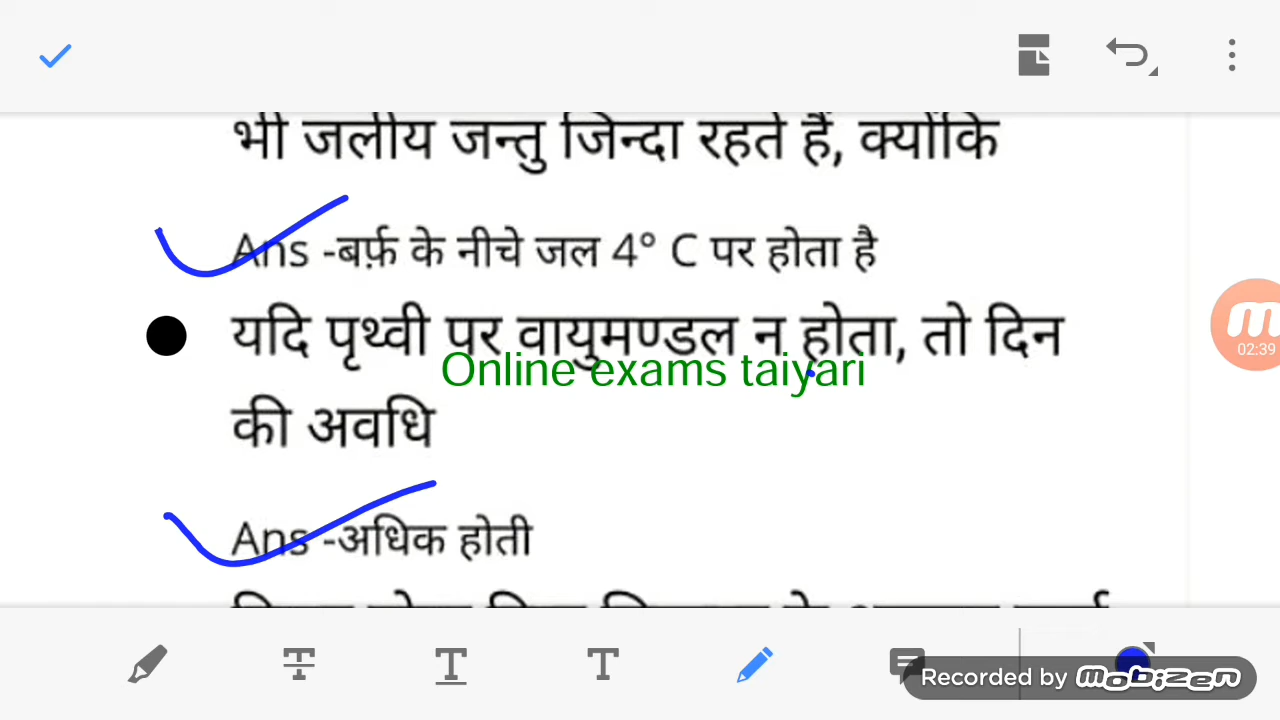 भी जलीय जन्तु जिन्दा रहते हैं, क्योंकि
Ans -बर्फ़ के नीचे जल 4° C पर होता है
यदि पृथ्वी पर वायुमण्डल न होता, तो दिन
Online exams taiyari
की अवधि
Ans -अधिक होती
02:39
T T T
Recorded by mobizen